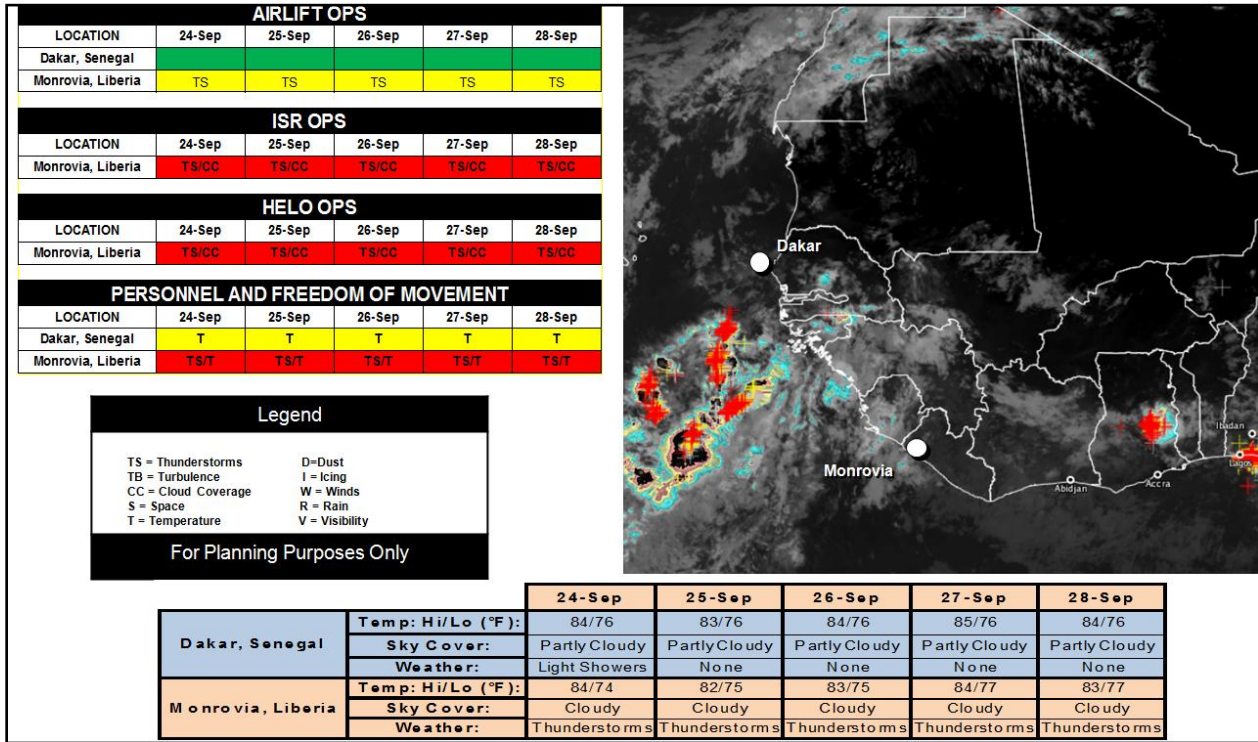 AIRLIFT OPS
LOCATION 24-Sep 25-Sep 26-Sep 27-Sep 28-Sep
Dakar, Senegal
Monrovia, Liberia TS TS TS TS TS
ISR OPS
LOCATION 24-Sep 25-Sep 26-Sep 27-Sep 28-Sep
Monrovia, Liberia TS/CC TS/CC TS/CC TS/CC TS/CC
HELO OPS
LOCATION 24-Sep 25-Sep 26-Sep 27-Sep 28-Sep
Monrovia, Liberia TS/CC TS/CC TS/CC TS/CC TS/CC
PERSONNEL AND FREEDOM OF MOVEMENT
LOCATION 24-Sep 25-Sep 26-Sep 27-Sep 28-Sep
Dakar, Senegal T T T T T
Monrovia, Liberia TS/T TS/T TS/T TS/T TS/T
Legend
TS = Thunderstorms D=Dust
TB = Turbulence I = Icing
CC = Cloud Coverage W = Winds
S = Space R = Rain
T = Temperature V = Visibility
For Planning Purposes Only
Dakar
Monrovia
Abidjan
Accra
Ibadan
Lagos
24-Sep 25-Sep 26-Sep 27-Sep 28-Sep
Dakar, Senegal
Temp: Hi/Lo (°F): 84/76 83/76 84/76 85/76 84/76
Sky Cover: Partly Cloudy Partly Cloudy Partly Cloudy Partly Cloudy Partly Cloudy
Weather: Light Showers None None None None
Monrovia, Liberia
Temp: Hi/Lo (°F): 84/74 82/75 83/75 84/77 83/77
Sky Cover: Cloudy Cloudy Cloudy Cloudy Cloudy
Weather: Thunderstorms Thunderstorms Thunderstorms Thunderstorms Thunderstorms